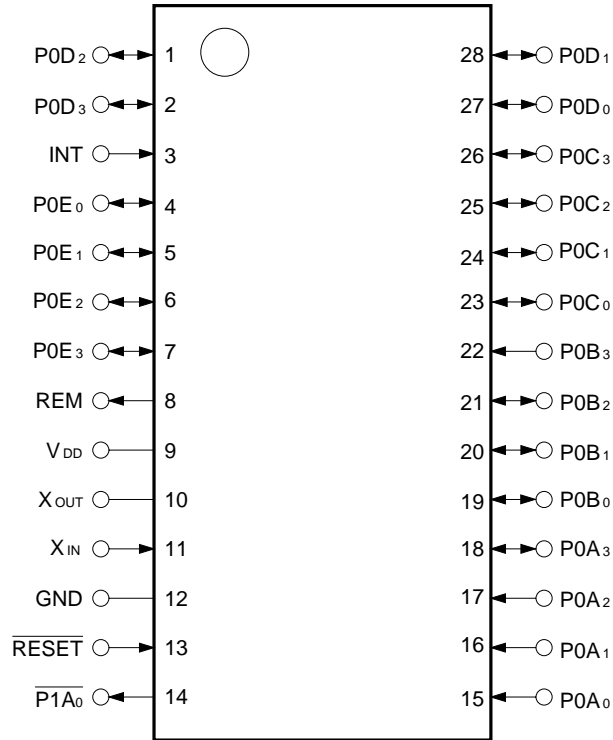 P0D2 1 28 P0D1
P0D3 2 27 P0D0
INT 3 26 P0C3
P0E0 4 25 P0C2
P0E1 5 24 P0C1
P0E2 6 23 P0C0
P0E3 7 22 P0B3
REM 8 21 P0B2
VDD 9 20 P0B1
XOUT 10 19 P0B0
XIN 11 18 P0A3
GND 12 17 P0A2
RESET 13 16 P0A1
P1A0 14 15 P0A0